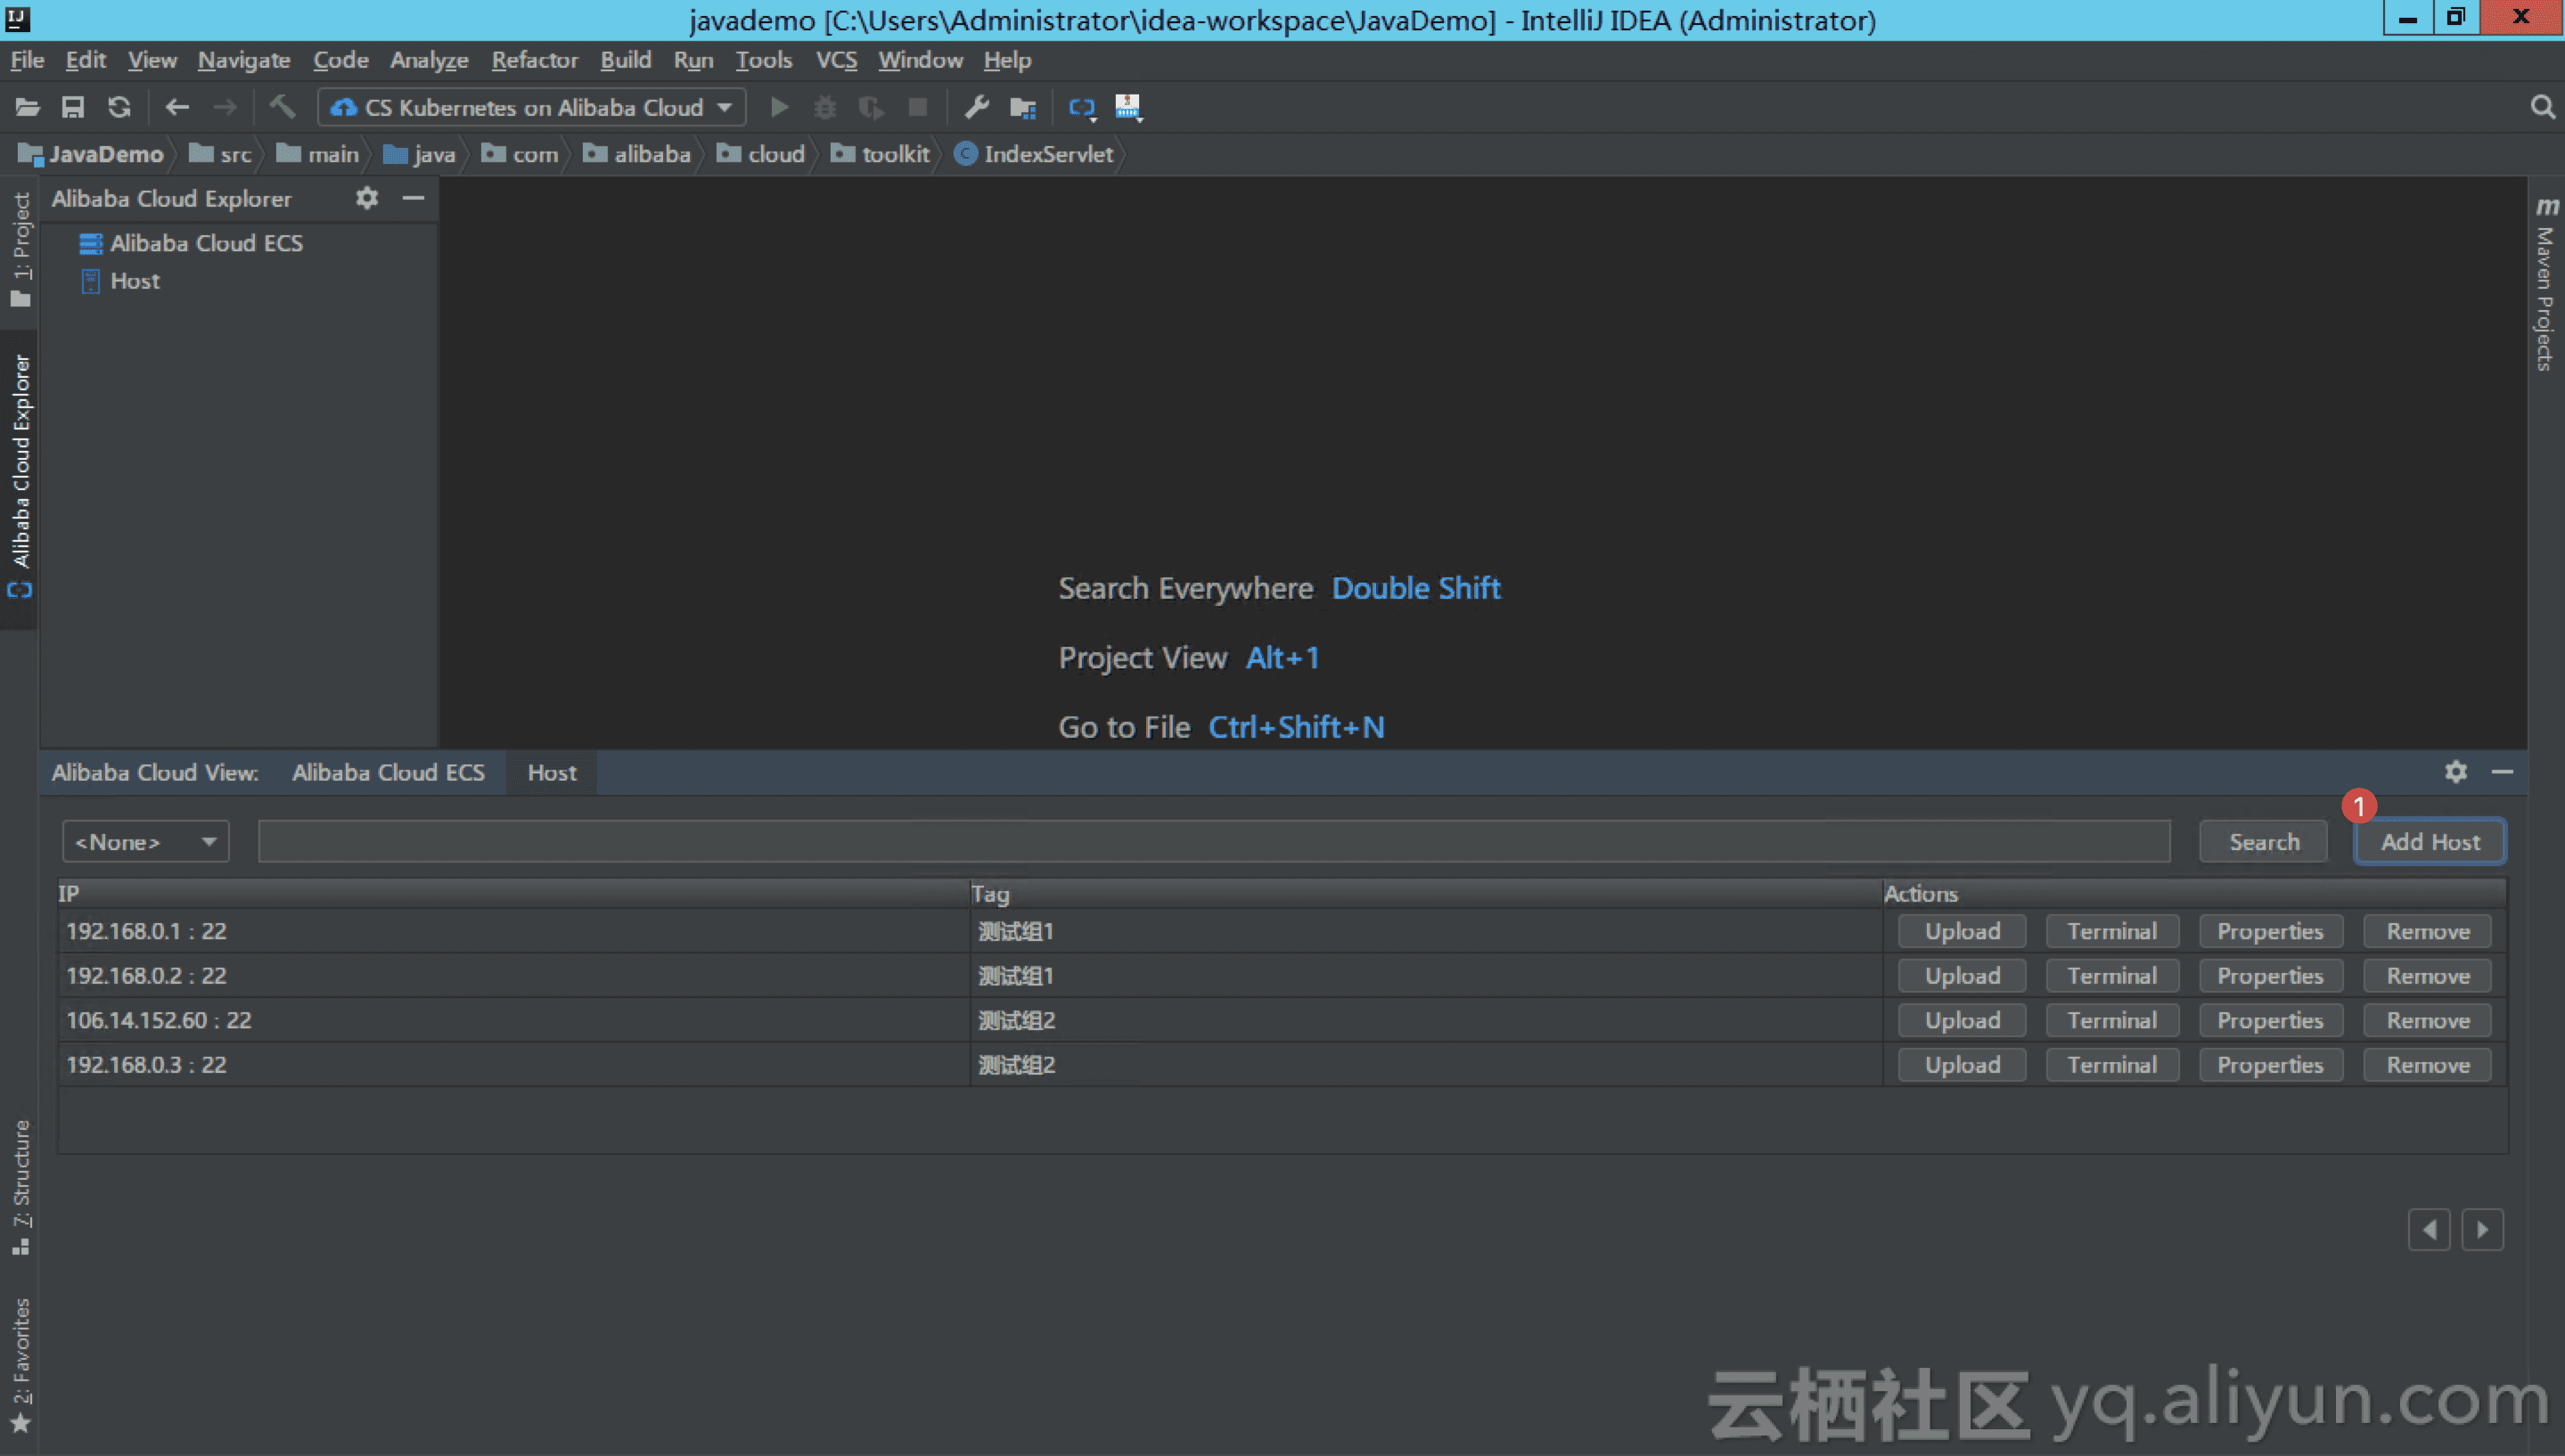 javademo [C:\Users\Administrator\idea-workspace\JavaDemo] - IntelliJ IDEA (Administrator)
File Edit View Navigate Code Analyze Refactor Build Run Tools VCS Window Help
CS Kubernetes on Alibaba Cloud
JavaDemo src main java com alibaba cloud toolkit IndexServlet
1: Project
Alibaba Cloud Explorer
7: Structure
2: Favorites
Alibaba Cloud Explorer
Alibaba Cloud ECS
Host
Maven Projects
Search Everywhere Double Shift
Project View Alt+1
Go to File Ctrl+Shift+N
Alibaba Cloud View: Alibaba Cloud ECS Host
1
<None> Search Add Host
IP Tag Actions
192.168.0.1 : 22 测试组1 Upload Terminal Properties Remove
192.168.0.2 : 22 测试组1 Upload Terminal Properties Remove
106.14.152.60 : 22 测试组2 Upload Terminal Properties Remove
192.168.0.3 : 22 测试组2 Upload Terminal Properties Remove
云栖社区 yq.aliyun.com